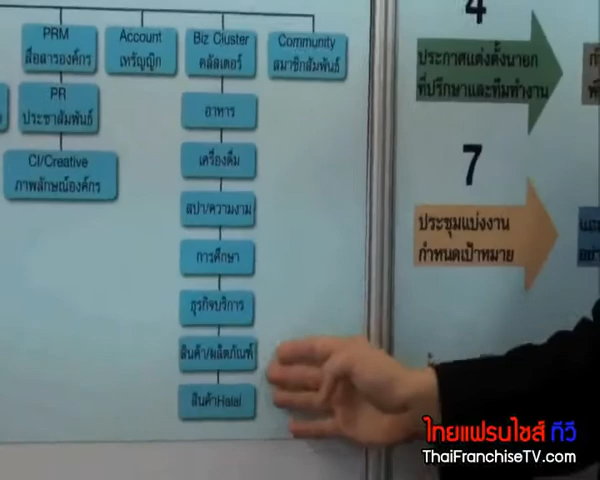 PRM
สื่อสารองค์กร
Account
เหรัญญิก
Biz Cluster
คลัสเตอร์
Community
สมาชิกสัมพันธ์
PR
ประชาสัมพันธ์
CI/Creative
ภาพลักษณ์องค์กร
อาหาร
เครื่องดื่ม
สปา/ความงาม
การศึกษา
ธุรกิจบริการ
สินค้า/ผลิตภัณฑ์
สินค้าHalal
4
ประกาศแต่งตั้งนายก
ที่ปรึกษาและทีมทำงาน
7
ประชุมแบ่งงาน
กำหนดเป้าหมาย
ไทยแฟรนไชส์ ทีวี
ThaiFranchiseTV.com